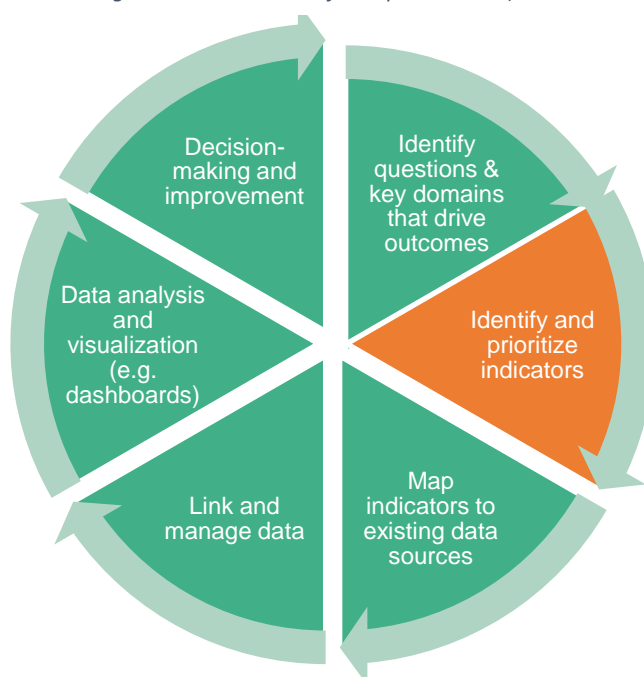 Identify
questions &
key domains
that drive
outcomes
Identify and
prioritize
indicators
Map
indicators to
existing data
sources
Link and
manage data
Data analysis
and
visualization
(e.g.
dashboards)
Decision-
making and
improvement